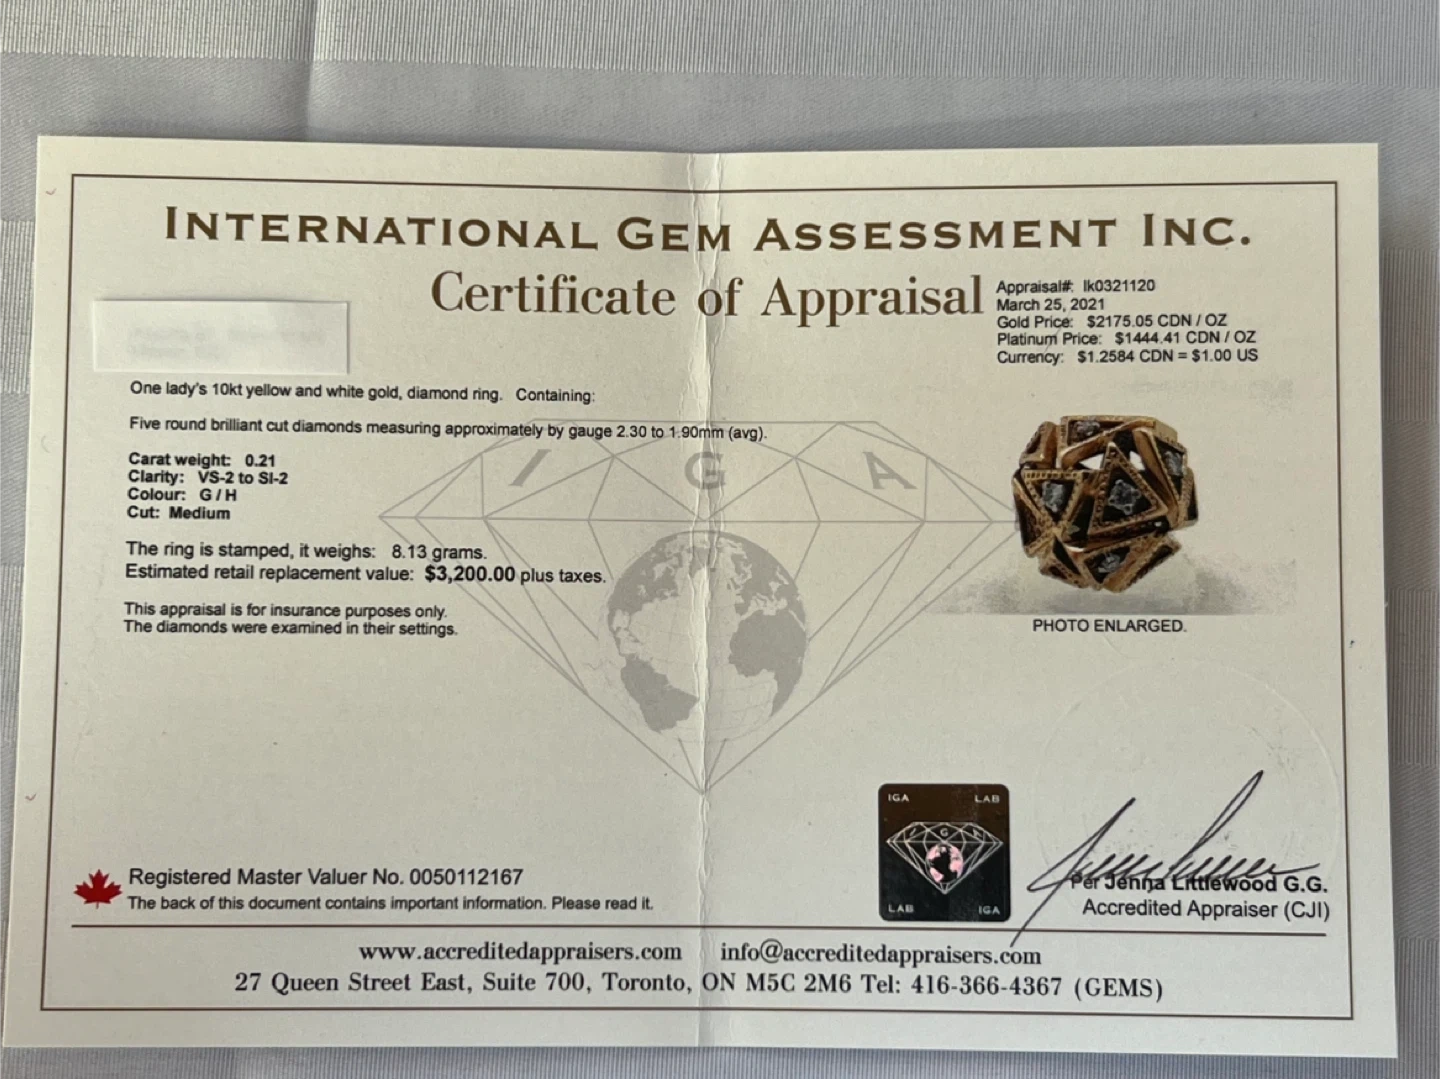 INTERNATIONAL GEM ASSESSMENT INC.
Certificate of Appraisal
Appraisal#: lk0321120
March 25, 2021
Gold Price: $2175.05 CDN / OZ
Platinum Price: $1444.41 CDN / OZ
Currency: $1.2584 CDN = $1.00 US
One lady's 10kt yellow and white gold, diamond ring. Containing:
Five round brilliant cut diamonds measuring approximately by gauge 2.30 to 1.90mm (avg).
Carat weight: 0.21
Clarity: VS-2 to SI-2
Colour: G / H
Cut: Medium
I G A
The ring is stamped, it weighs: 8.13 grams.
Estimated retail replacement value: $3,200.00 plus taxes.
This appraisal is for insurance purposes only.
The diamonds were examined in their settings.
PHOTO ENLARGED.
IGA LAB
I G A
LAB IGA
Registered Master Valuer No. 0050112167
The back of this document contains important information. Please read it.
Per Jenna Littlewood G.G.
Accredited Appraiser (CJI)
www.accreditedappraisers.com info@accreditedappraisers.com
27 Queen Street East, Suite 700, Toronto, ON M5C 2M6 Tel: 416-366-4367 (GEMS)